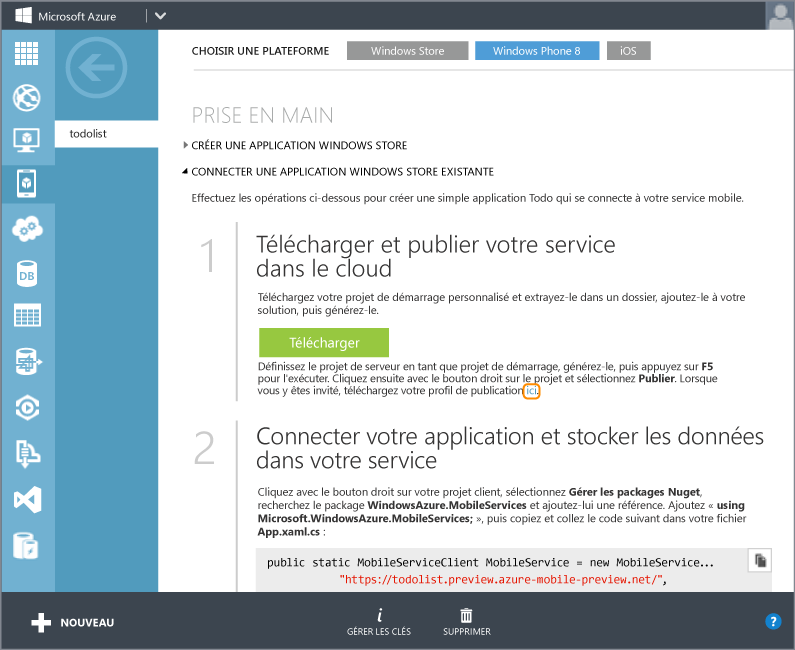 Microsoft Azure
CHOISIR UNE PLATEFORME
Windows Store
Windows Phone 8
iOS
todolist
PRISE EN MAIN
CRÉER UNE APPLICATION WINDOWS STORE
CONNECTER UNE APPLICATION WINDOWS STORE EXISTANTE
Effectuez les opérations ci-dessous pour créer une simple application Todo qui se connecte à votre service mobile.
1
Télécharger et publier votre service
dans le cloud
Téléchargez votre projet de démarrage personnalisé et extrayez-le dans un dossier, ajoutez-le à votre
solution, puis générez-le.
Télécharger
Définissez le projet de serveur en tant que projet de démarrage, générez-le, puis appuyez sur F5
pour l'exécuter. Cliquez ensuite avec le bouton droit sur le projet et sélectionnez Publier. Lorsque
vous y êtes invité, téléchargez votre profil de publication ici.
2
Connecter votre application et stocker les données
dans votre service
Cliquez avec le bouton droit sur votre projet client, sélectionnez Gérer les packages Nuget,
recherchez le package WindowsAzure.MobileServices et ajoutez-lui une référence. Ajoutez « using
Microsoft.WindowsAzure.MobileServices; », puis copiez et collez le code suivant dans votre fichier
App.xaml.cs :
public static MobileServiceClient MobileService = new MobileService...
"https://todolist.preview.azure-mobile-preview.net/",
DB
NOUVEAU
GÉRER LES CLÉS
SUPPRIMER
?